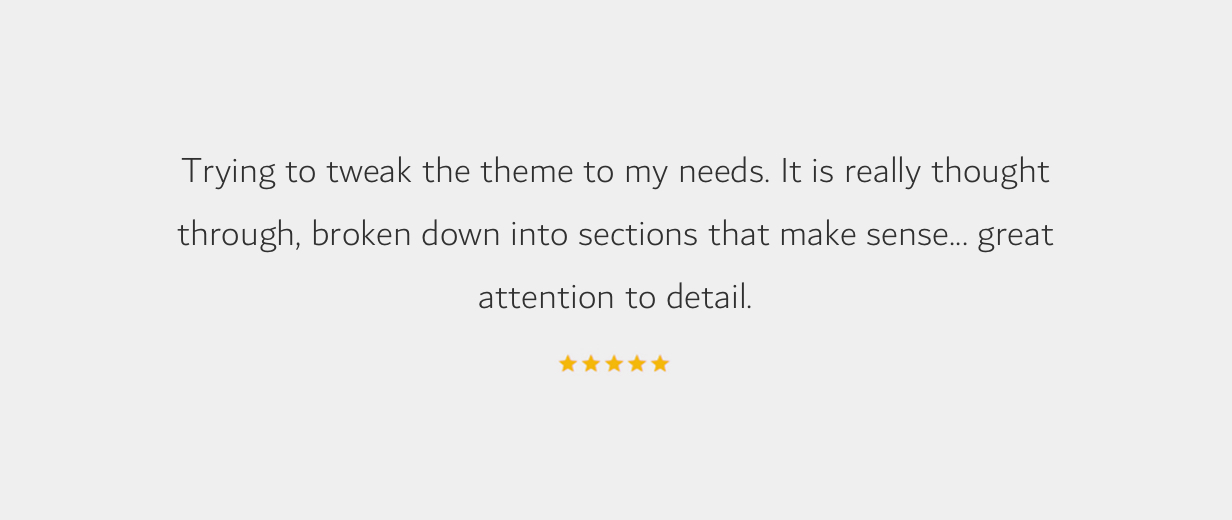 Trying to tweak the theme to my needs. It is really thought
through, broken down into sections that make sense... great
attention to detail.